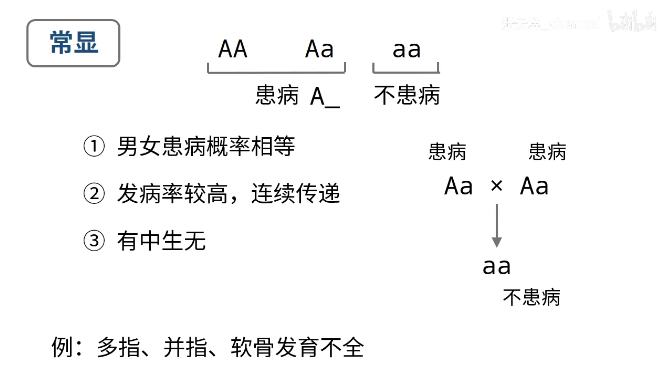 常显
AA Aa aa
患病 A_ 不患病
① 男女患病概率相等
② 发病率较高，连续传递
③ 有中生无
患病 患病
Aa × Aa
aa
不患病
例：多指、并指、软骨发育不全